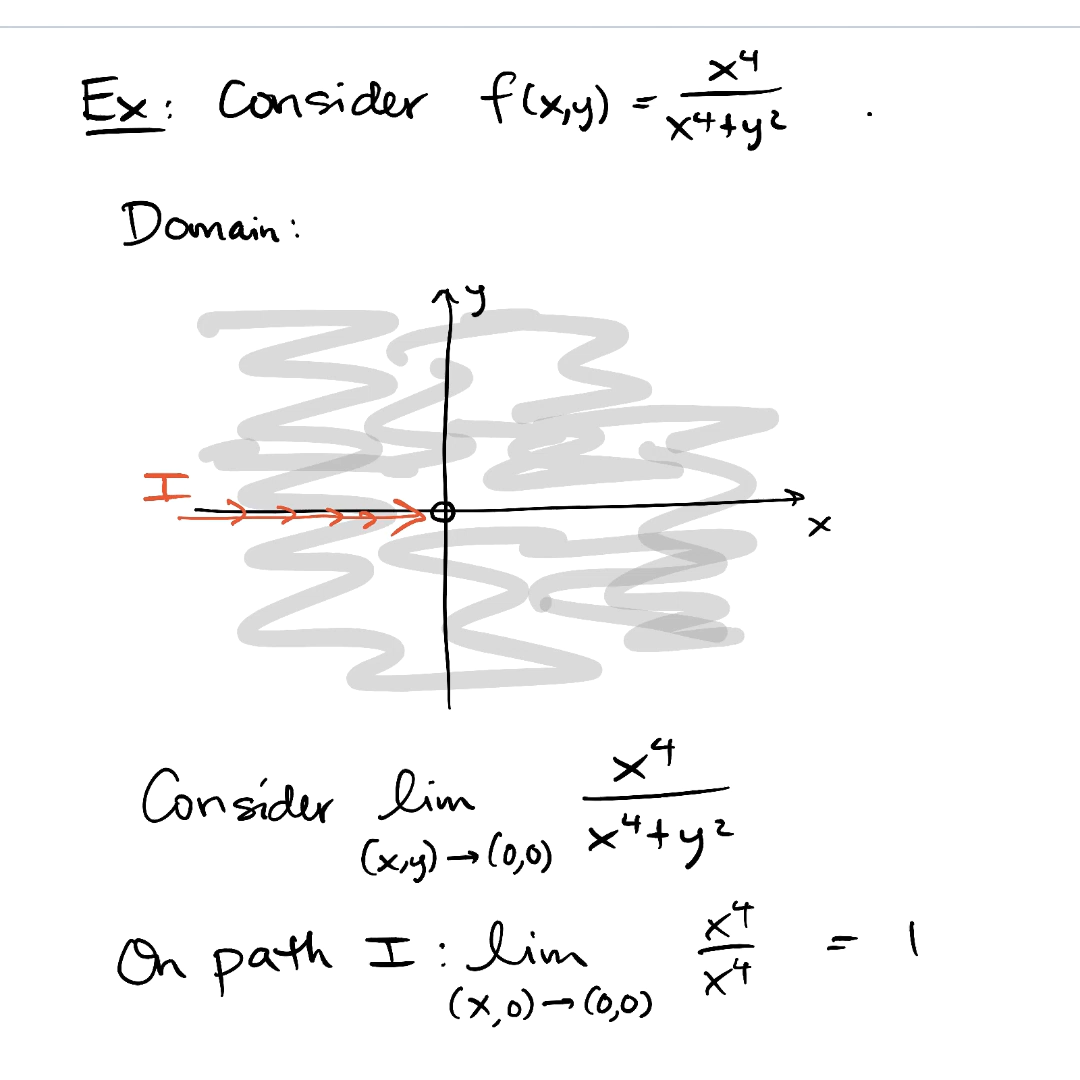 Ex: Consider f(x,y) = x⁴/(x⁴+y²) .
Domain:
y
I
x
Consider lim (x,y)→(0,0) x⁴/(x⁴+y²)
On path I : lim (x,0)→(0,0) x⁴/x⁴ = 1